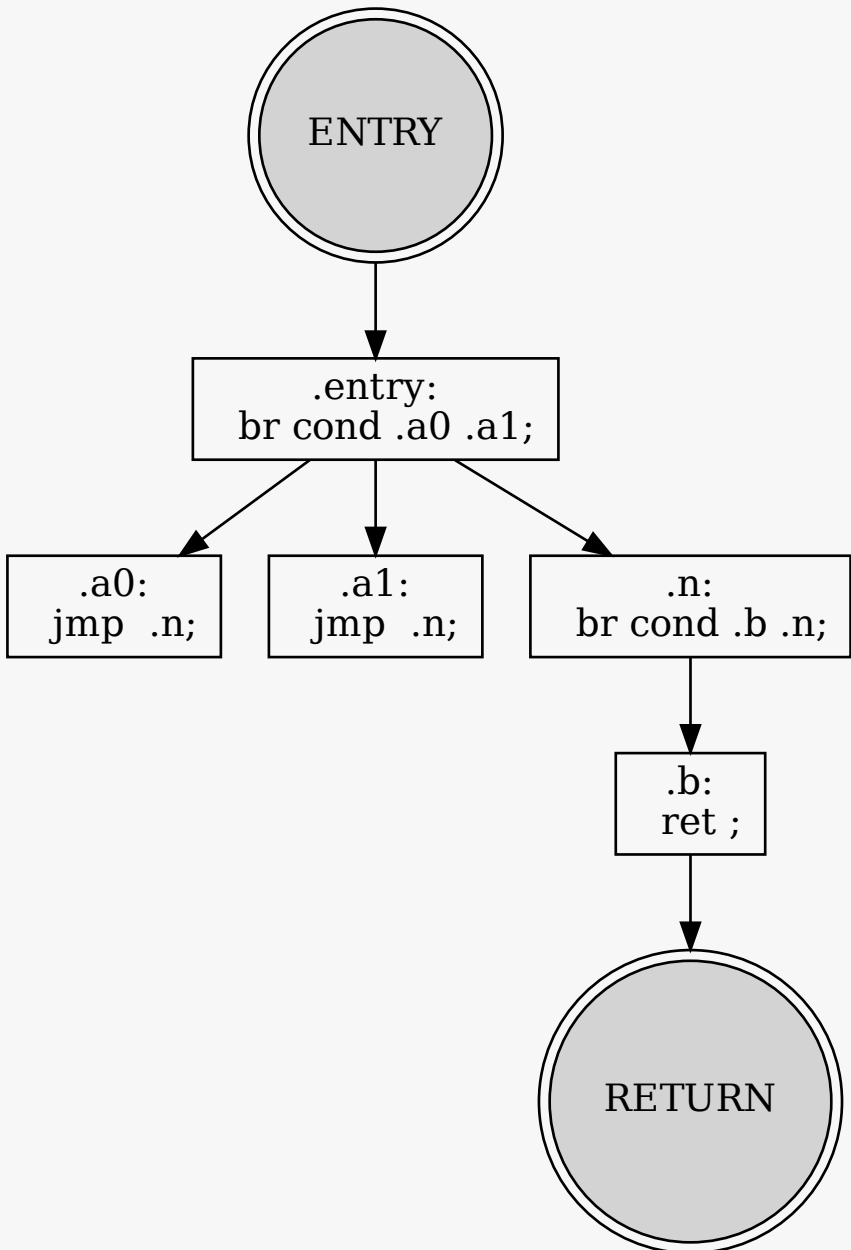 ENTRY
.entry:
br cond .a0 .a1;
.a0:
jmp  .n;
.a1:
jmp  .n;
.n:
br cond .b .n;
.b:
ret ;
RETURN